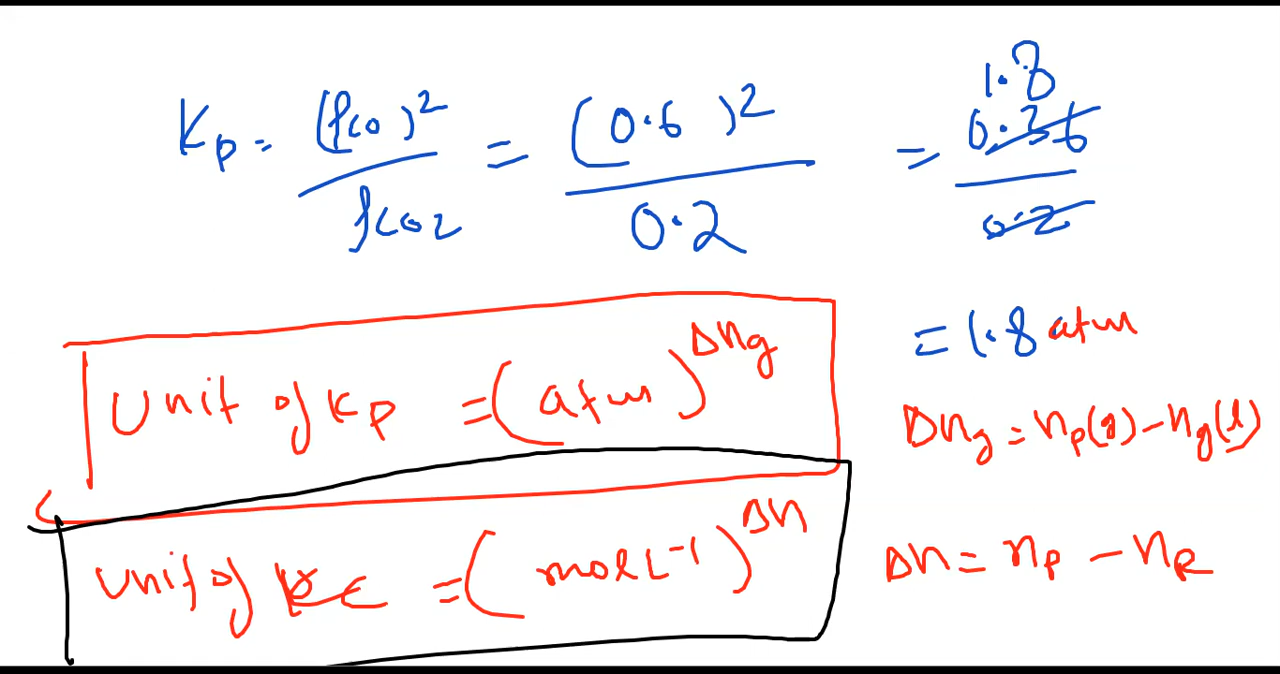 1.8
Kp = (Pco)² / Pco2 = (0.6)² / 0.2 = 0.36 / 0.2
= 1.8 atm
Unit of Kp = (atm)^Δng
Δng = np(g) - ng(r)
Unit of Kc = (mol L⁻¹)^Δn
Δn = np - nR